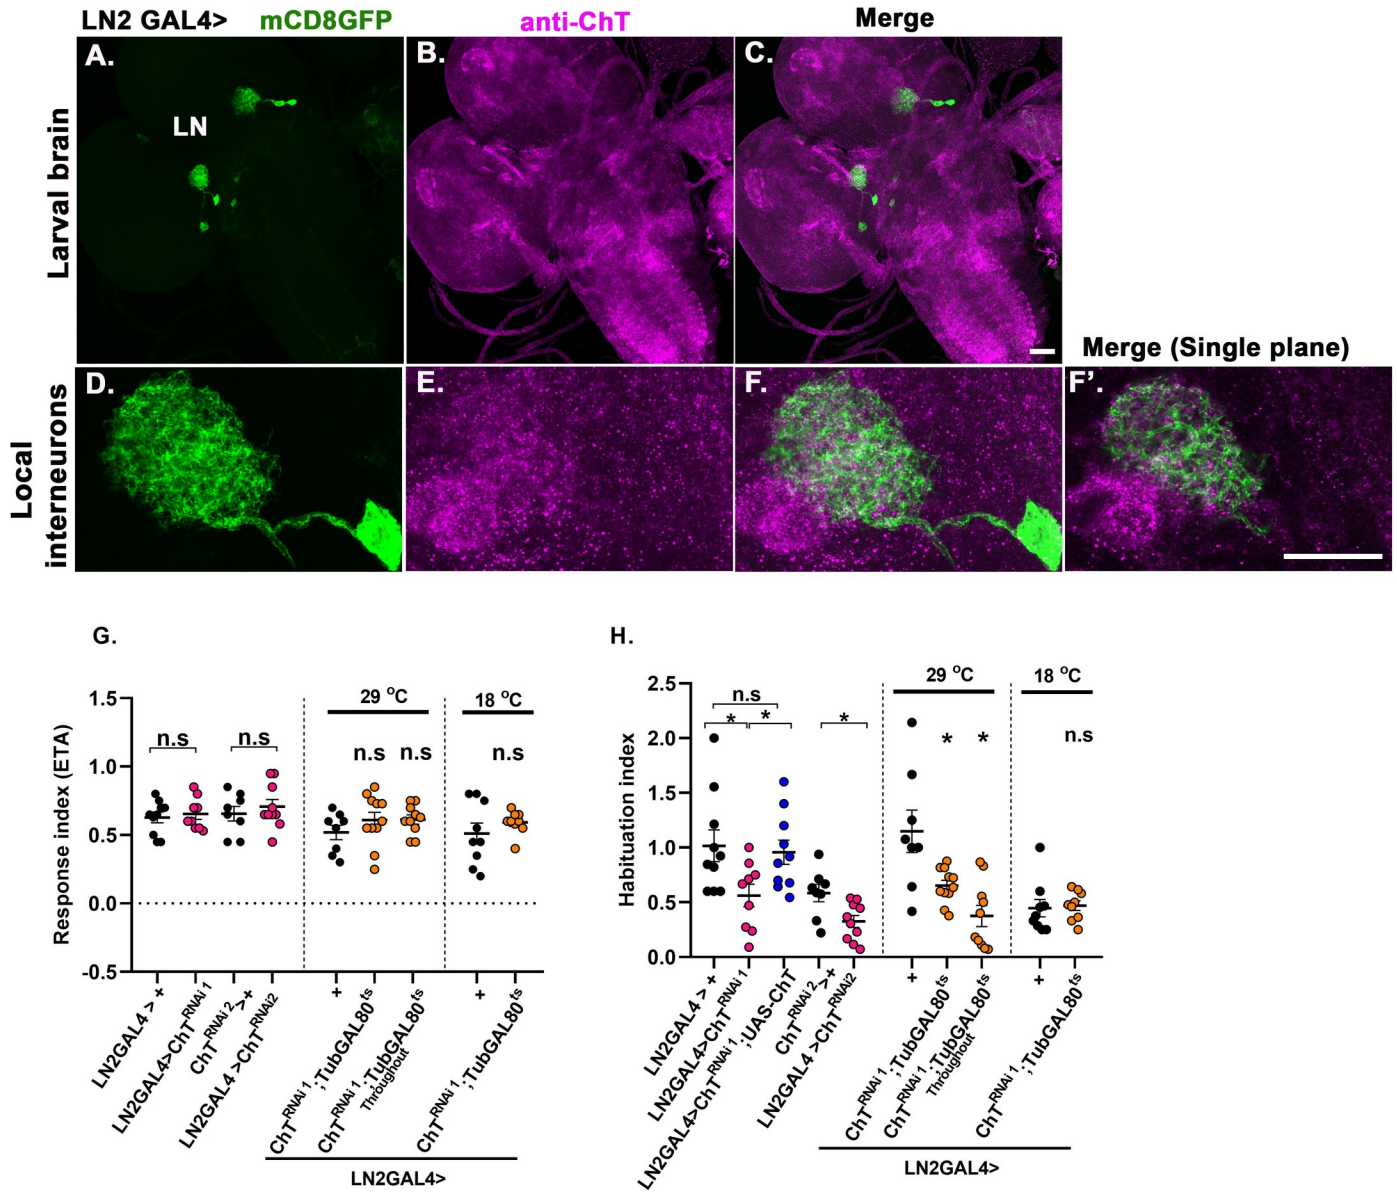 LN2 GAL4> mCD8GFP anti-ChT Merge
Larval brain
A. B. C.
LN
Merge (Single plane)
Local
interneurons
D. E. F. F'.
G.
Response index (ETA)
1.5
1.0
0.5
0.0
-0.5
29 °C
18 °C
n.s n.s n.s n.s n.s
LN2GAL4 > +
LN2GAL4>ChT RNAi 1
ChT RNAi 2 >+
LN2GAL4 >ChT RNAi2
+
ChT RNAi 1 ;TubGAL80 ts
ChT RNAi 1 ;TubGAL80 ts
Throughout
+
ChT RNAi 1 ;TubGAL80 ts
LN2GAL4>
H.
Habituation index
2.5
2.0
1.5
1.0
0.5
0.0
29 °C
18 °C
n.s
* * * * * n.s
LN2GAL4 > +
LN2GAL4>ChT RNAi 1
LN2GAL4>ChT RNAi 1 ;UAS-ChT
ChT RNAi 2 >+
LN2GAL4 >ChT RNAi2
+
ChT RNAi 1 ;TubGAL80 ts
ChT RNAi 1 ;TubGAL80 ts
Throughout
+
ChT RNAi 1 ;TubGAL80 ts
LN2GAL4>